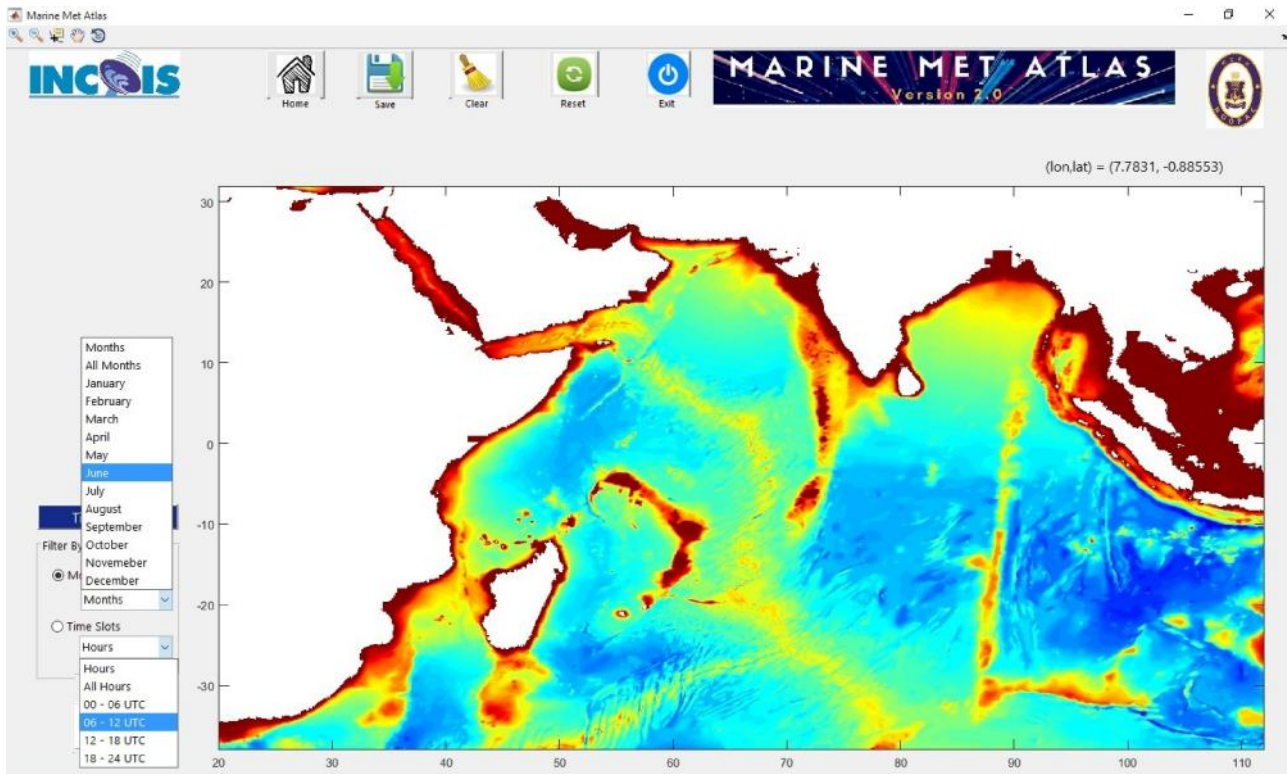 Marine Met Atlas
INCOIS
Home
Save
Clear
Reset
Exit
MARINE MET ATLAS
Version 2.0
(lon,lat) = (7.7831, -0.88553)
30
20
10
0
-10
-20
-30
20
30
40
50
60
70
80
90
100
110
Months
All Months
January
February
March
April
May
June
July
August
September
October
Novemeber
December
T
Filter By
Mo
Months
Time Slots
Hours
Hours
All Hours
00 - 06 UTC
06 - 12 UTC
12 - 18 UTC
18 - 24 UTC